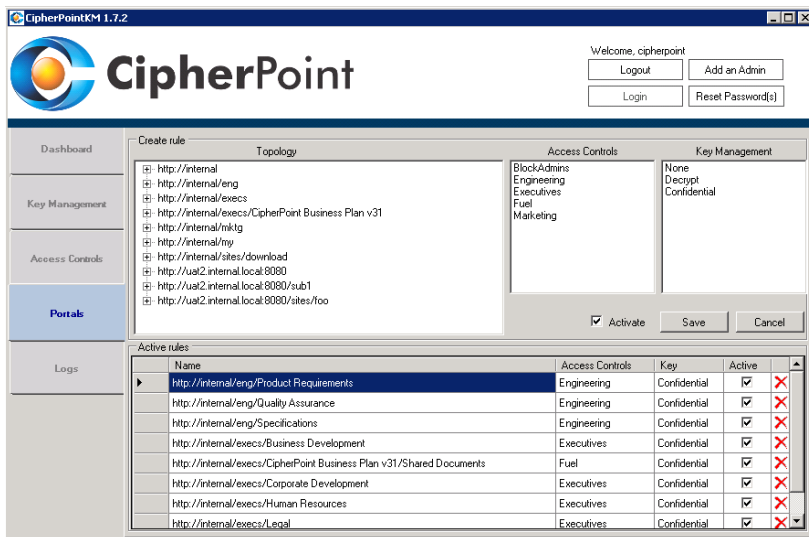 CipherPointKM 1.7.2
CipherPoint
Welcome, cipherpoint
Logout
Add an Admin
Login
Reset Password(s)
Dashboard
Key Management
Access Controls
Portals
Logs
Create rule
Topology
Access Controls
Key Management
http://internal
http://internal/eng
http://internal/execs
http://internal/execs/CipherPoint Business Plan v31
http://internal/mktg
http://internal/my
http://internal/sites/download
http://uat2.internal.local:8080
http://uat2.internal.local:8080/sub1
http://uat2.internal.local:8080/sites/foo
BlockAdmins
Engineering
Executives
Fuel
Marketing
None
Decrypt
Confidential
Activate
Save
Cancel
Active rules
Name Access Controls Key Active
http://internal/eng/Product Requirements Engineering Confidential
http://internal/eng/Quality Assurance Engineering Confidential
http://internal/eng/Specifications Engineering Confidential
http://internal/execs/Business Development Executives Confidential
http://internal/execs/CipherPoint Business Plan v31/Shared Documents Fuel Confidential
http://internal/execs/Corporate Development Executives Confidential
http://internal/execs/Human Resources Executives Confidential
http://internal/execs/Legal Executives Confidential